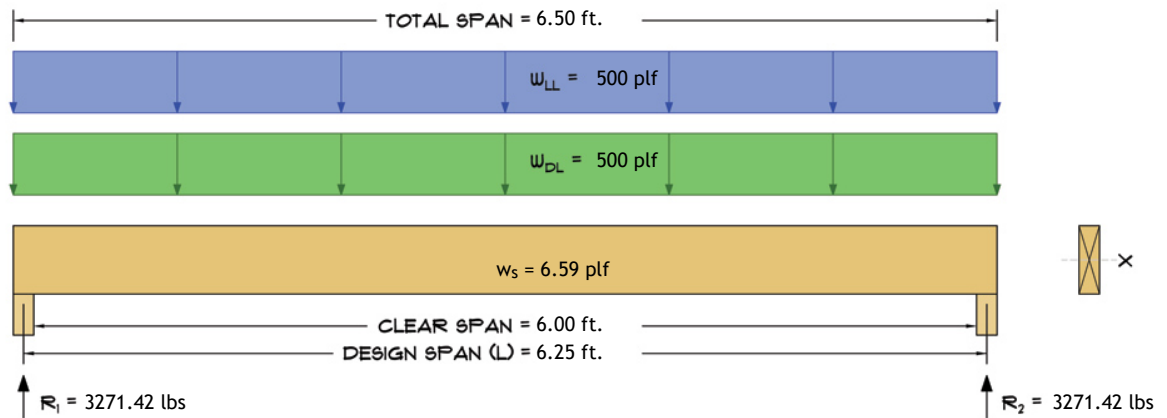 TOTAL SPAN = 6.50 ft.
wLL = 500 plf
wDL = 500 plf
ws = 6.59 plf
X
CLEAR SPAN = 6.00 ft.
DESIGN SPAN (L) = 6.25 ft.
R1 = 3271.42 lbs
R2 = 3271.42 lbs